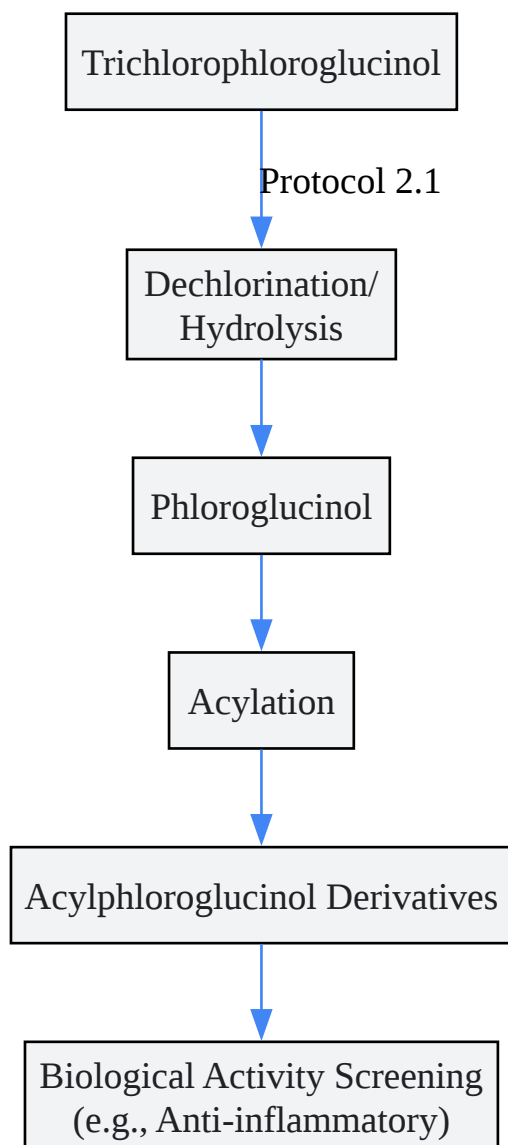 Trichlorophloroglucinol
Protocol 2.1
Dechlorination/
Hydrolysis
Phloroglucinol
Acylation
Acylphloroglucinol Derivatives
Biological Activity Screening
(e.g., Anti-inflammatory)